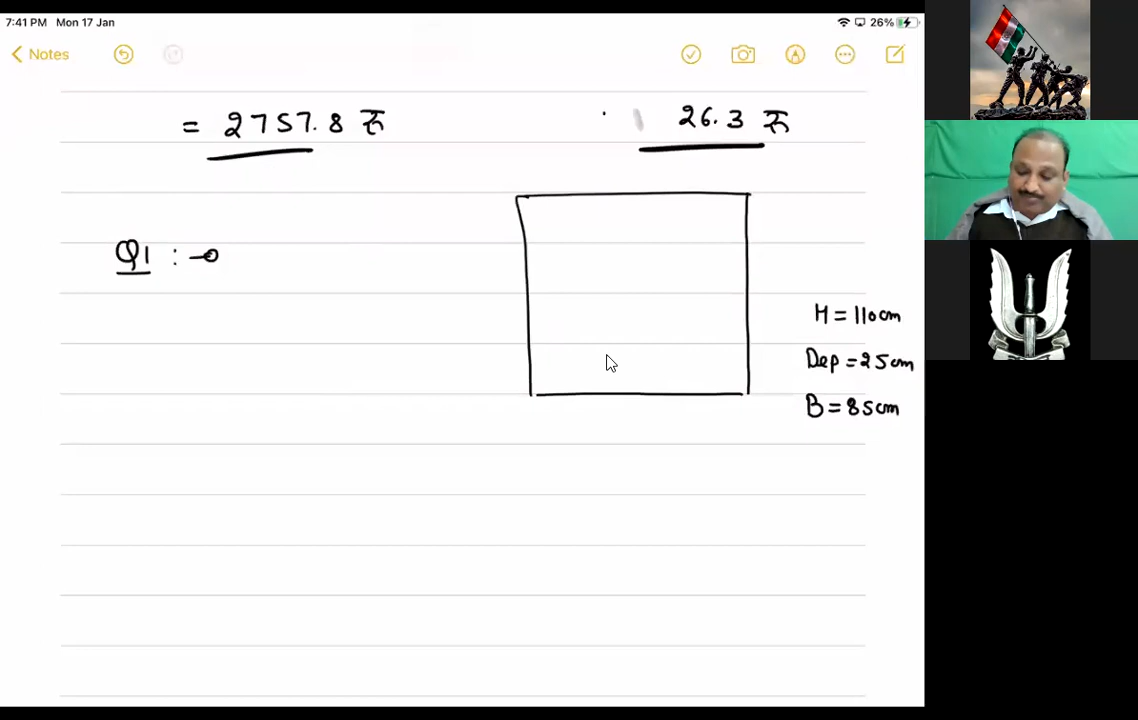 7:41 PM Mon 17 Jan 26%
Notes
= 2757.8 रू 26.3 रू
Q1 :-
H = 110cm
Dep = 25cm
B = 85cm